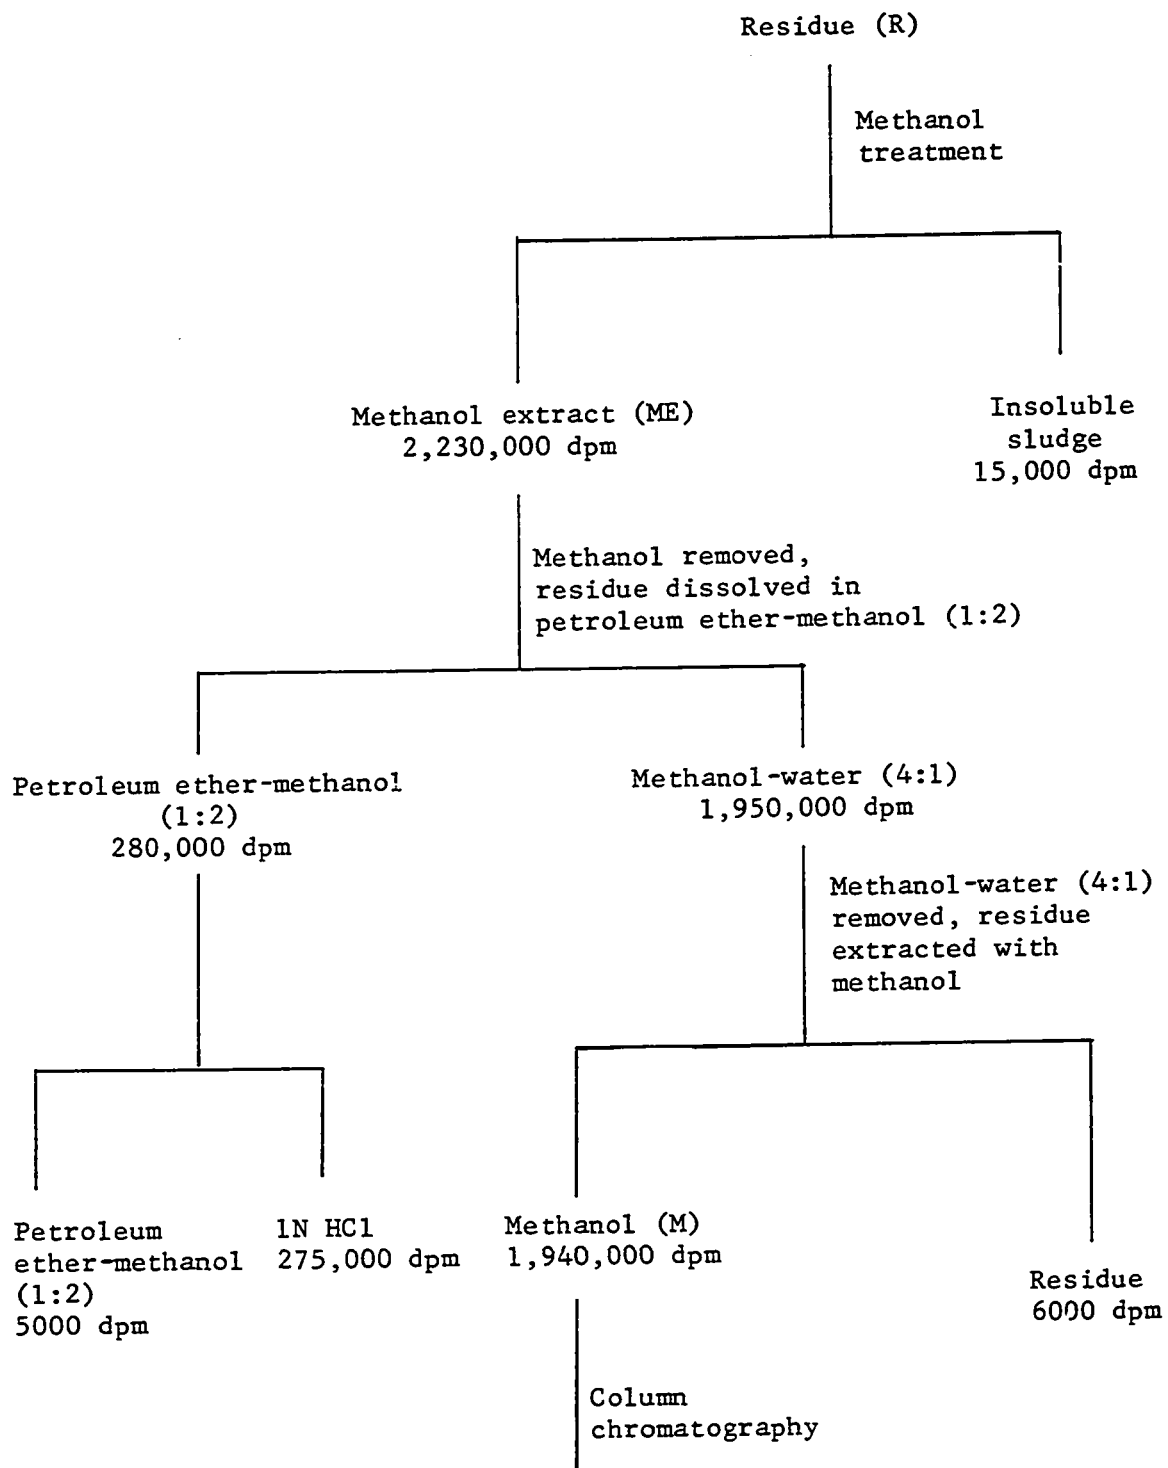 Residue (R)
Methanol
treatment
Methanol extract (ME)
2,230,000 dpm
Insoluble
sludge
15,000 dpm
Methanol removed,
residue dissolved in
petroleum ether-methanol (1:2)
Petroleum ether-methanol
(1:2)
280,000 dpm
Methanol-water (4:1)
1,950,000 dpm
Methanol-water (4:1)
removed, residue
extracted with
methanol
Petroleum
ether-methanol
(1:2)
5000 dpm
1N HCl
275,000 dpm
Methanol (M)
1,940,000 dpm
Residue
6000 dpm
Column
chromatography